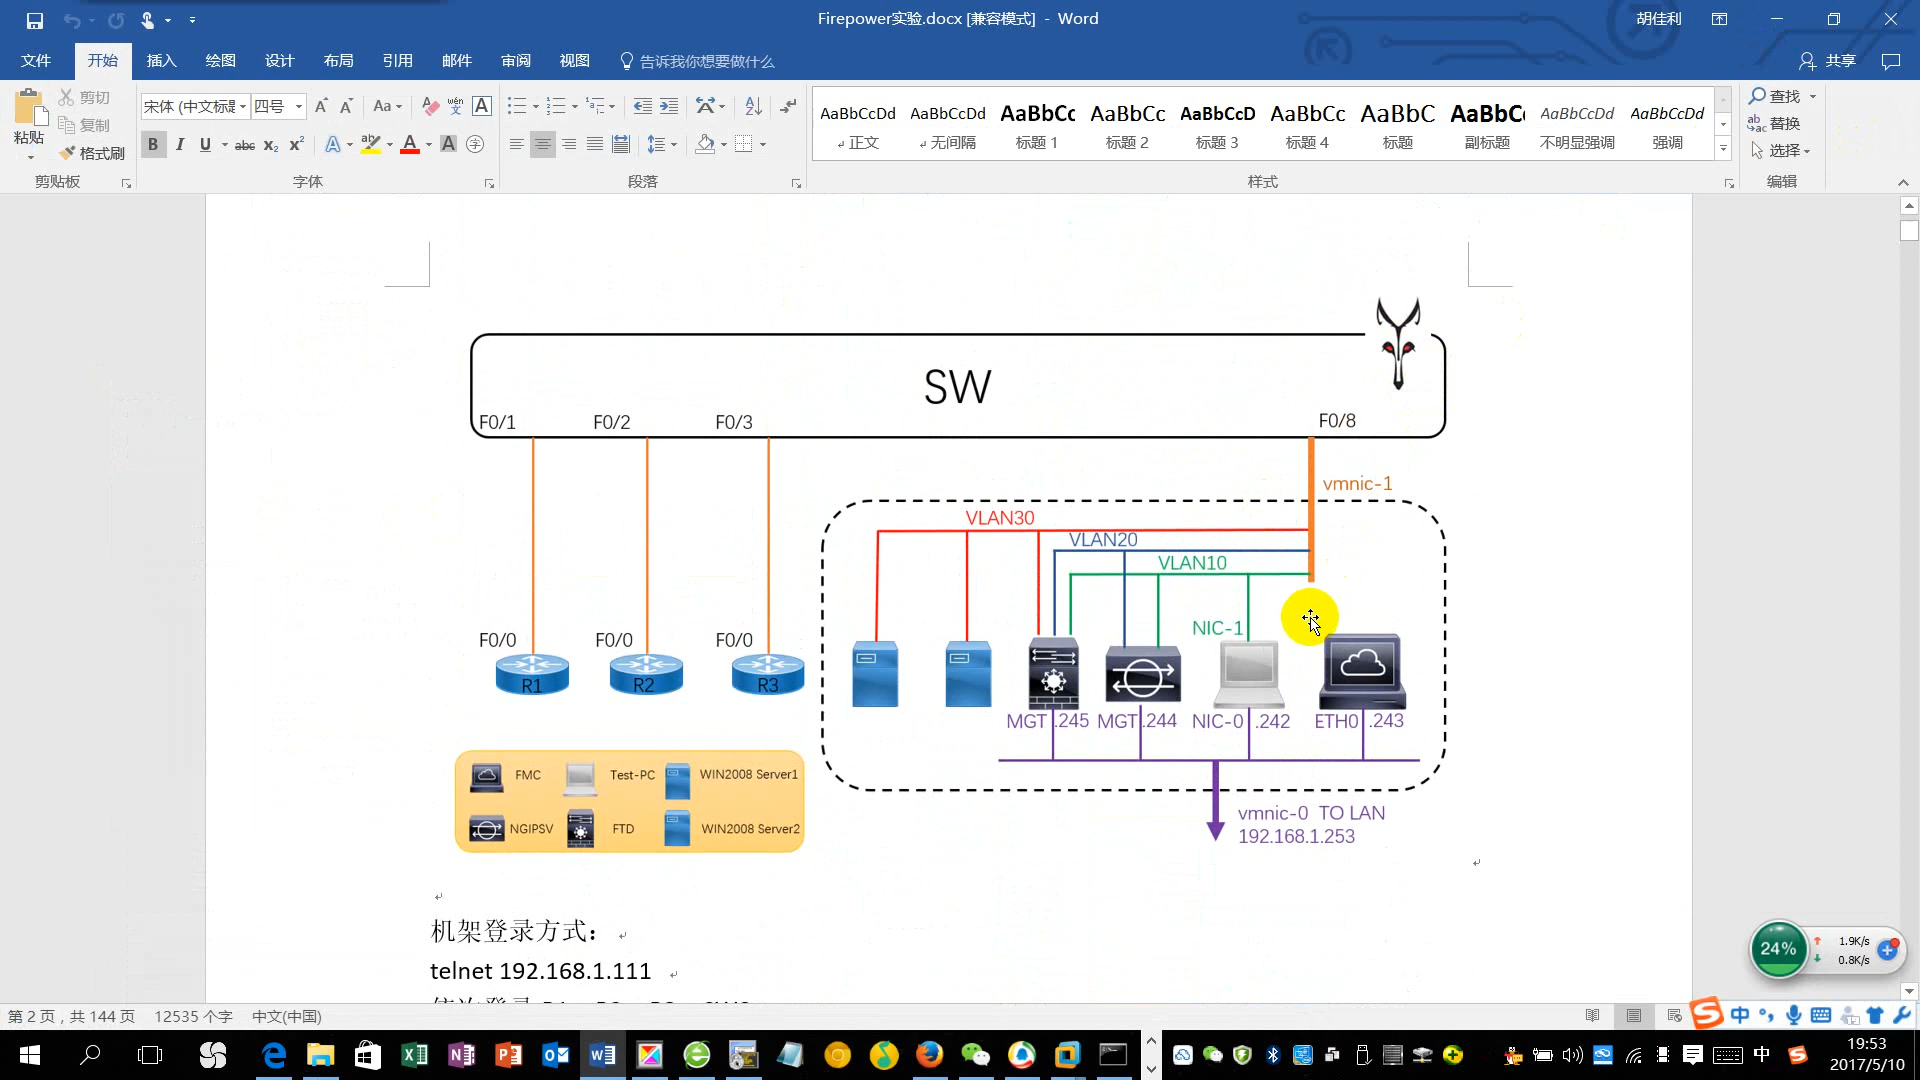 Firepower实验.docx [兼容模式] - Word
胡佳利
文件 开始 插入 绘图 设计 布局 引用 邮件 审阅 视图 告诉我你想要做什么
共享
粘贴
剪切
复制
格式刷
宋体 (中文标题 四号
AaBbCcDd AaBbCcDd AaBbCc AaBbCc AaBbCcD AaBbCc AaBbC AaBbCc AaBbCcDd AaBbCcDd
正文 无间隔 标题 1 标题 2 标题 3 标题 4 标题 副标题 不明显强调 强调
查找
替换
选择
剪贴板 字体 段落 样式 编辑
SW
F0/1 F0/2 F0/3 F0/8
vmnic-1
VLAN30
VLAN20
VLAN10
NIC-1
F0/0 F0/0 F0/0
R1 R2 R3
MGT .245 MGT .244 NIC-0 .242 ETH0 .243
FMC Test-PC WIN2008 Server1
NGIPSV FTD WIN2008 Server2
vmnic-0 TO LAN
192.168.1.253
机架登录方式：
telnet 192.168.1.111
24% 1.9K/s
0.8K/s
第 2 页，共 144 页 12535 个字 中文(中国)
中
中
19:53
2017/5/10